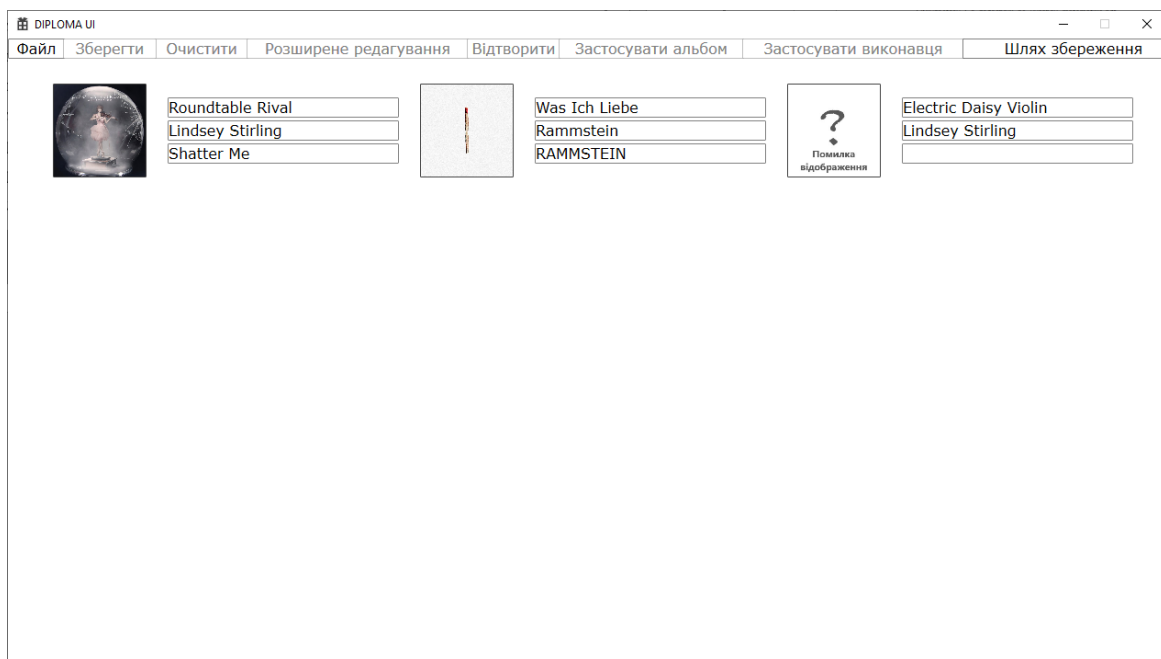 DIPLOMA UI
Файл Зберегти Очистити Розширене редагування Відтворити Застосувати альбом Застосувати виконавця Шлях збереження
Roundtable Rival
Lindsey Stirling
Shatter Me
Was Ich Liebe
Rammstein
RAMMSTEIN
Помилка
відображення
Electric Daisy Violin
Lindsey Stirling